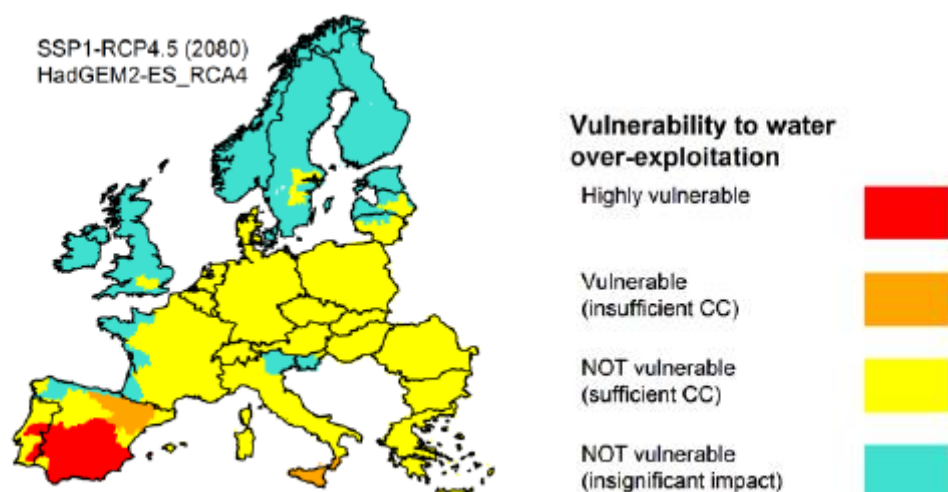 SSP1-RCP4.5 (2080)
HadGEM2-ES_RCA4
Vulnerability to water
over-exploitation
Highly vulnerable
Vulnerable
(insufficient CC)
NOT vulnerable
(sufficient CC)
NOT vulnerable
(insignificant impact)